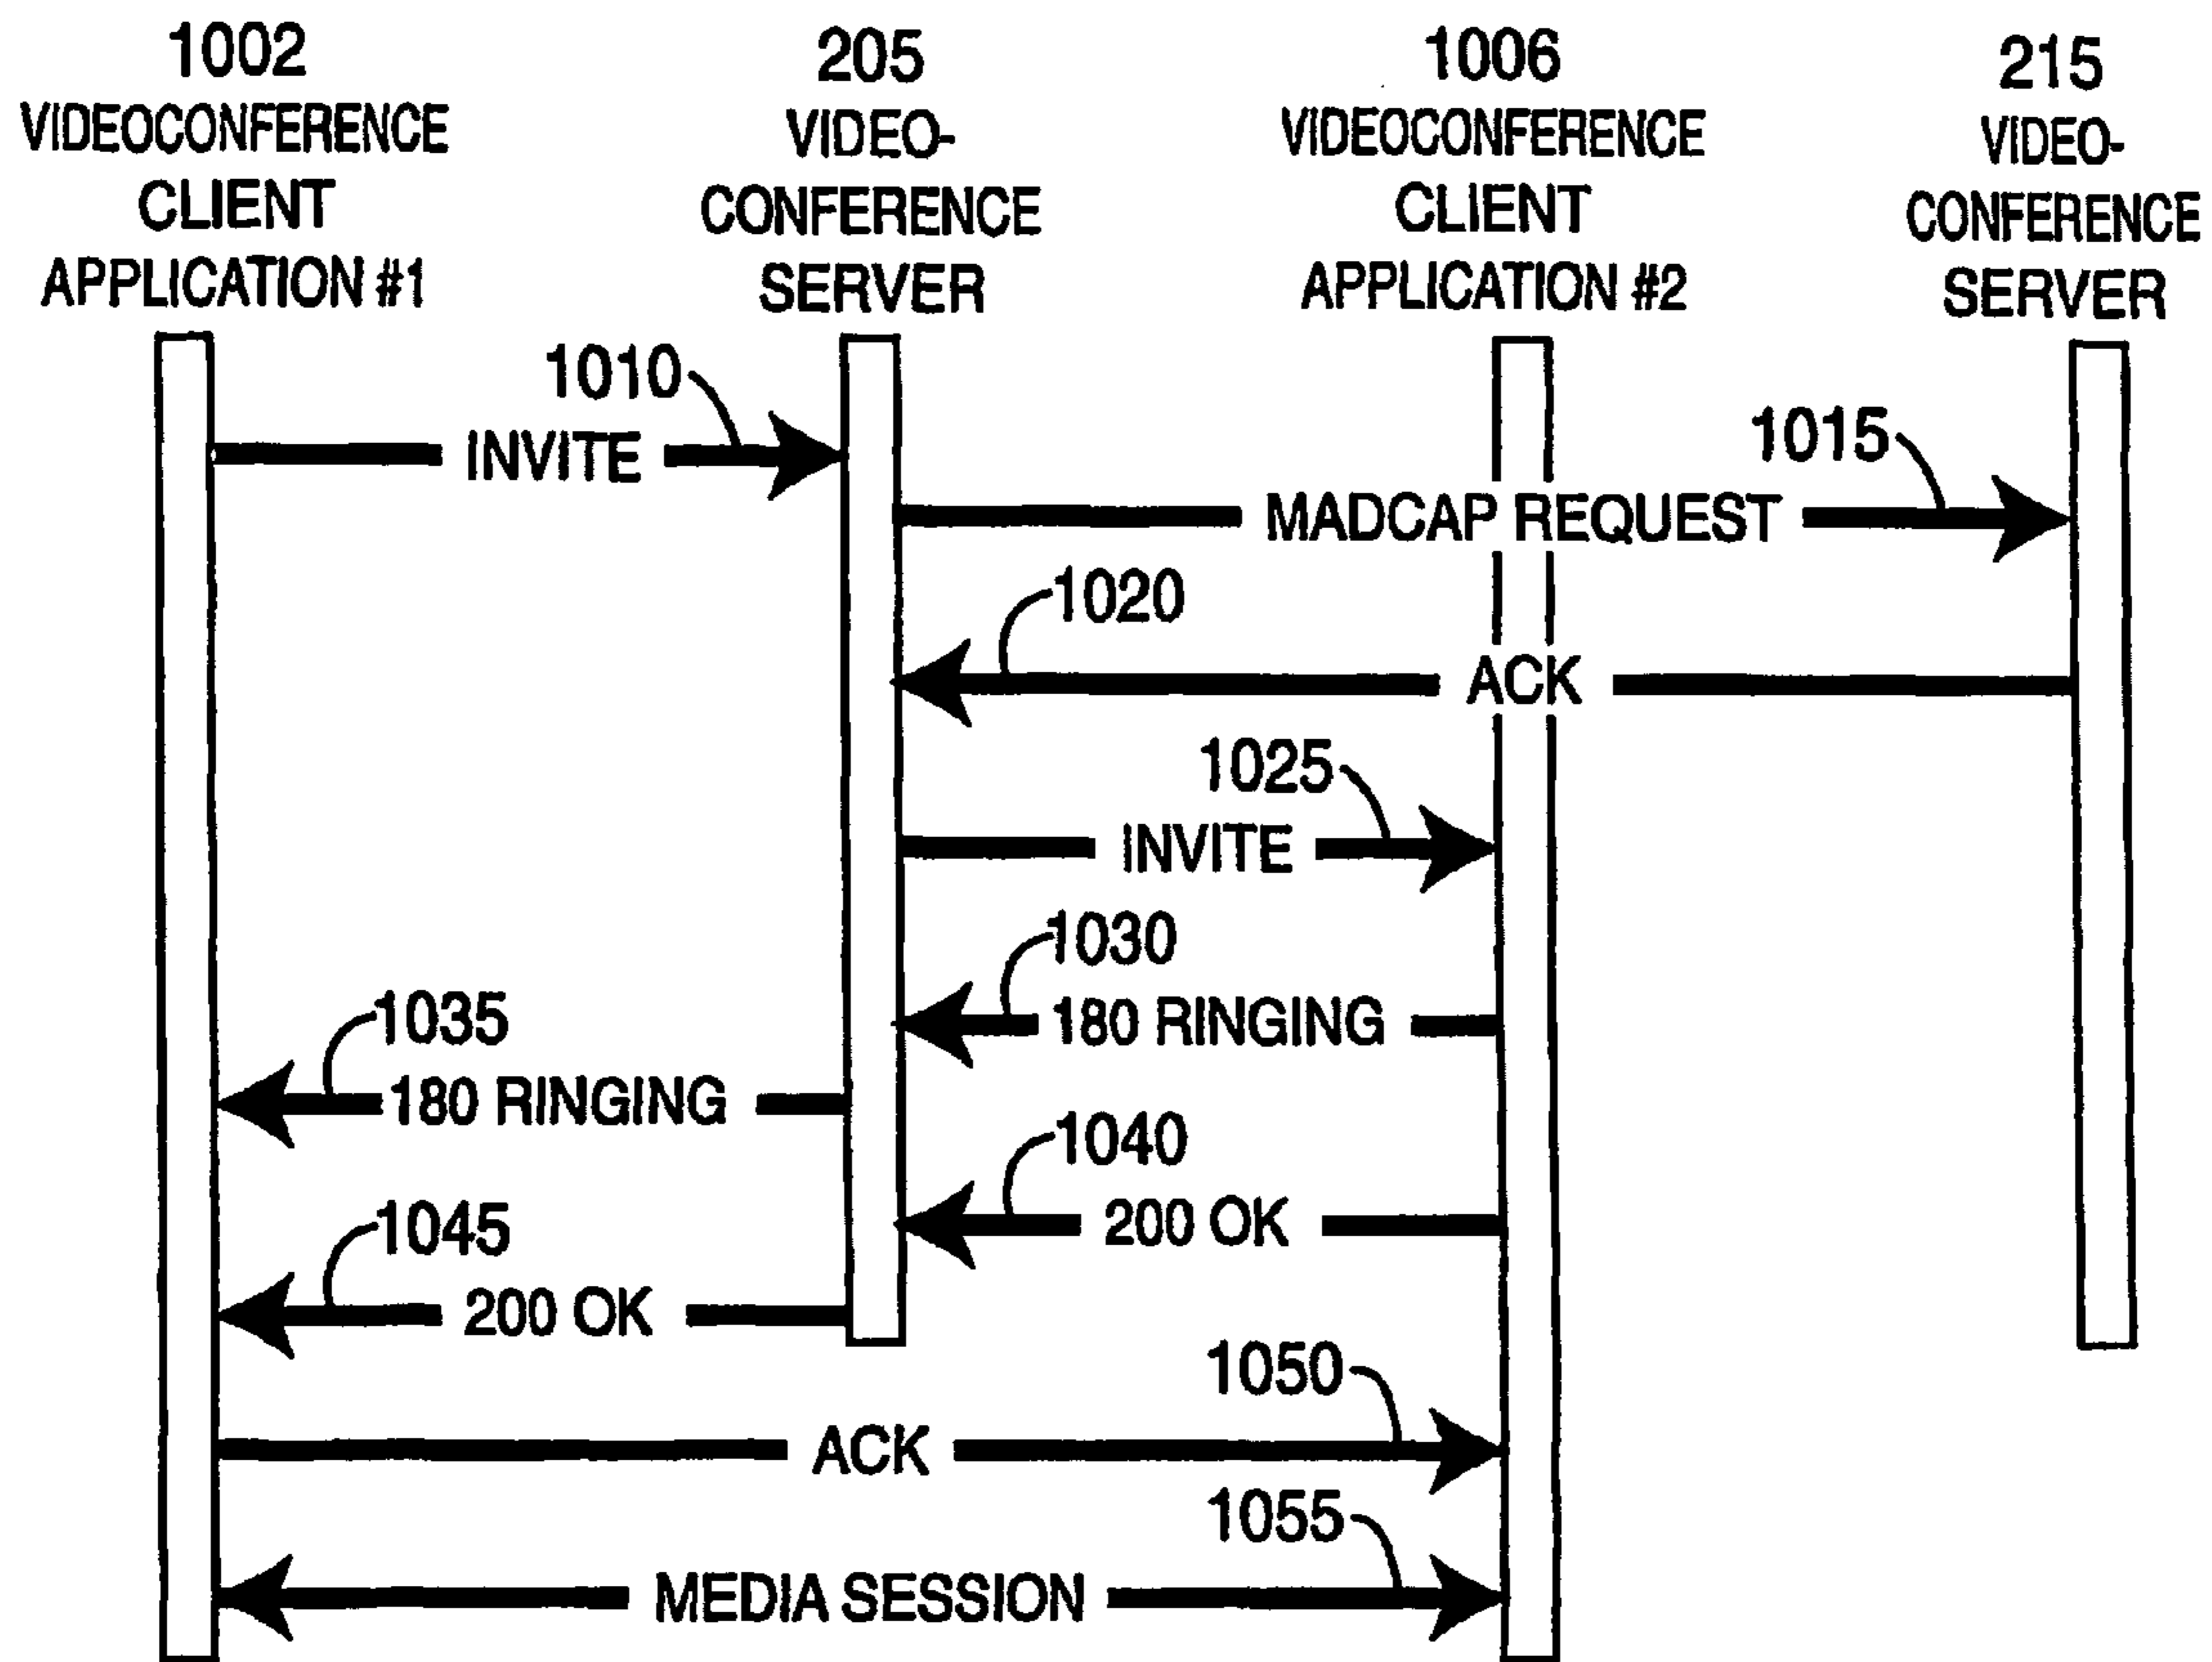 1002
VIDEOCONFERENCE
CLIENT
APPLICATION #1
205
VIDEO-
CONFERENCE
SERVER
1006
VIDEOCONFERENCE
CLIENT
APPLICATION #2
215
VIDEO-
CONFERENCE
SERVER
1010
INVITE
1015
MADCAP REQUEST
1020
ACK
1025
INVITE
1030
180 RINGING
1035
180 RINGING
1040
200 OK
1045
200 OK
1050
ACK
1055
MEDIA SESSION